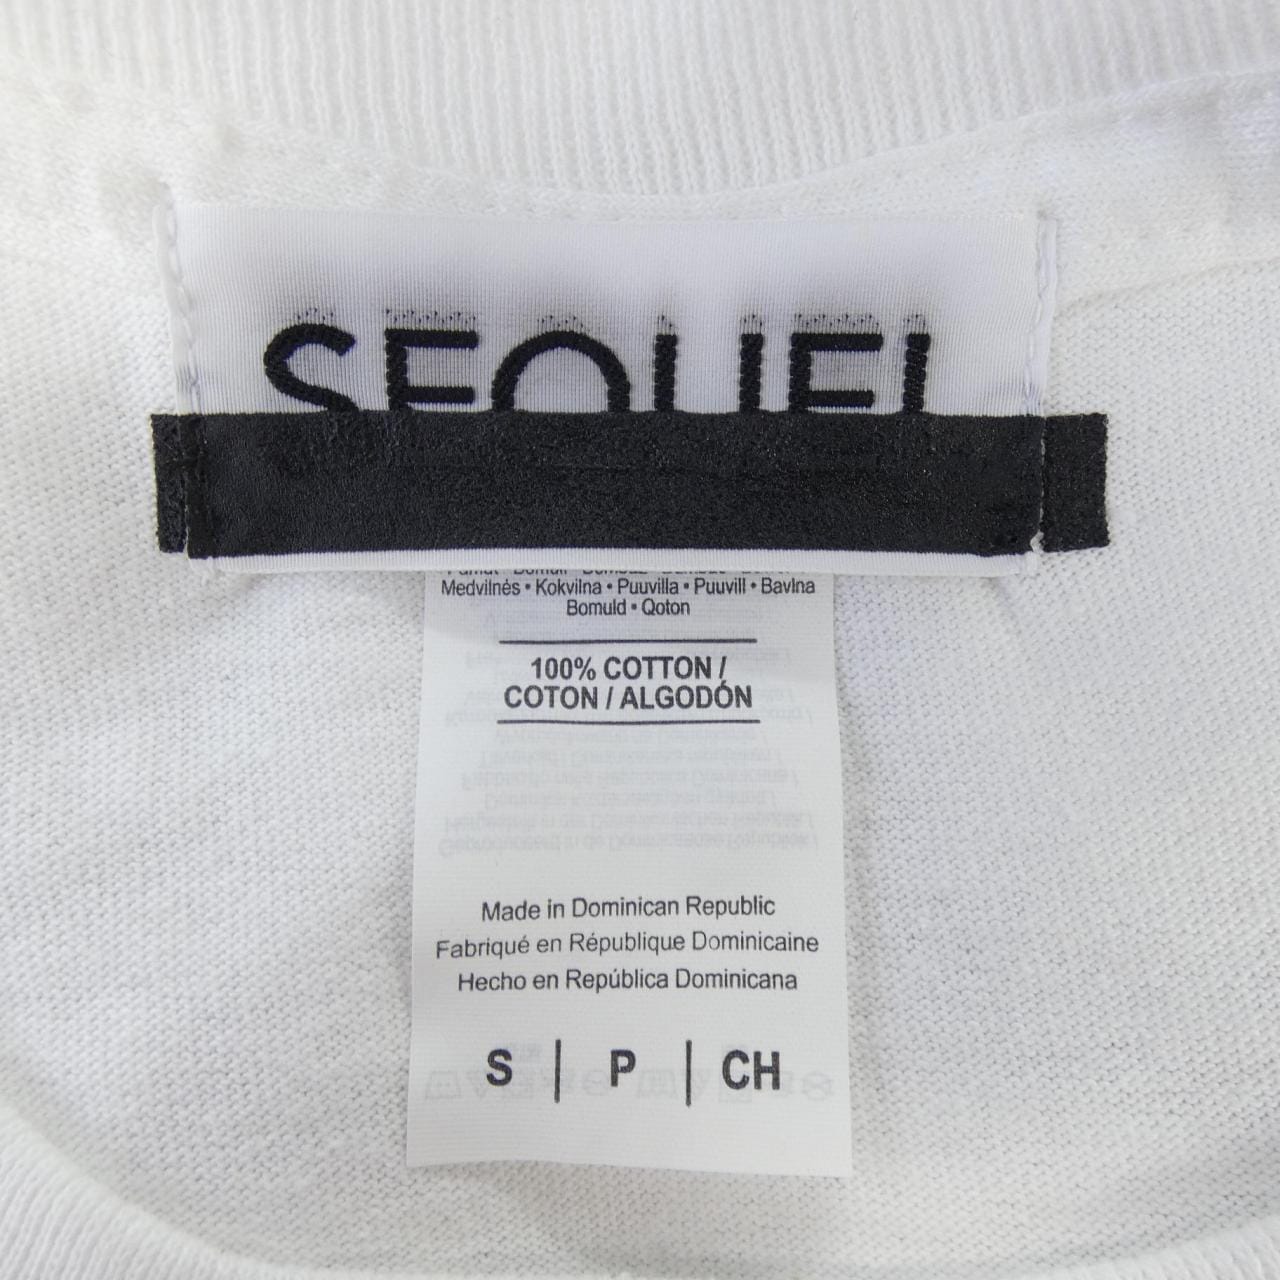 SEQUEL
Medvilnės • Kokvilna • Puuvilla • Puuvill • Bavlna
Bomuld • Qoton
100% COTTON /
COTON / ALGODÓN
Made in Dominican Republic
Fabriqué en République Dominicaine
Hecho en República Dominicana
S | P | CH